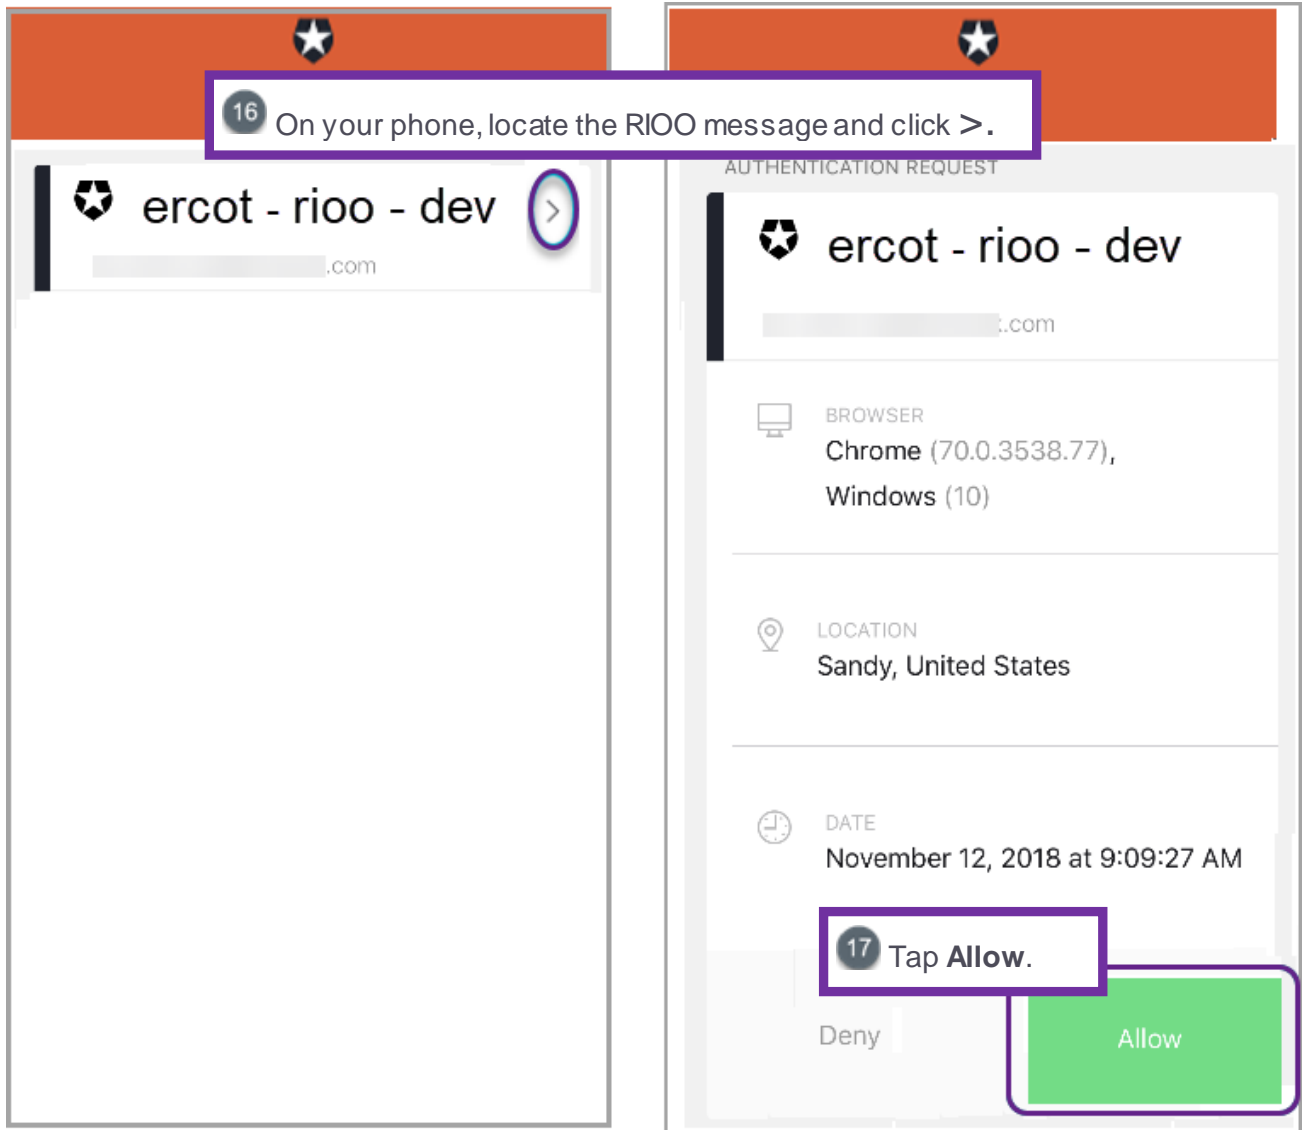 16 On your phone, locate the RIOO message and click >.
ercot - rioo - dev >
.com
AUTHENTICATION REQUEST
ercot - rioo - dev
.com
BROWSER
Chrome (70.0.3538.77),
Windows (10)
LOCATION
Sandy, United States
DATE
November 12, 2018 at 9:09:27 AM
17 Tap Allow.
Deny
Allow